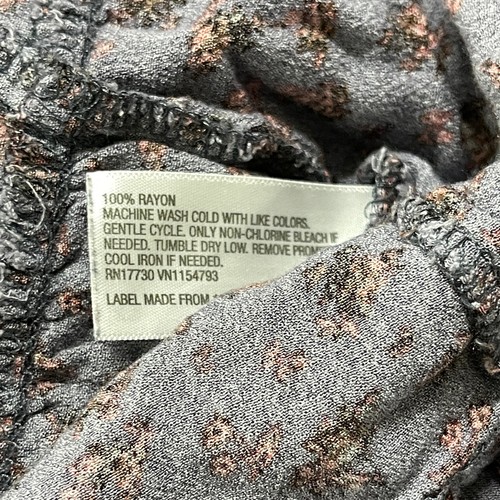 100% RAYON
MACHINE WASH COLD WITH LIKE COLORS.
GENTLE CYCLE. ONLY NON-CHLORINE BLEACH IF
NEEDED. TUMBLE DRY LOW. REMOVE
COOL IRON IF NEEDED.
RN17730 VN1154793
LABEL MADE FROM